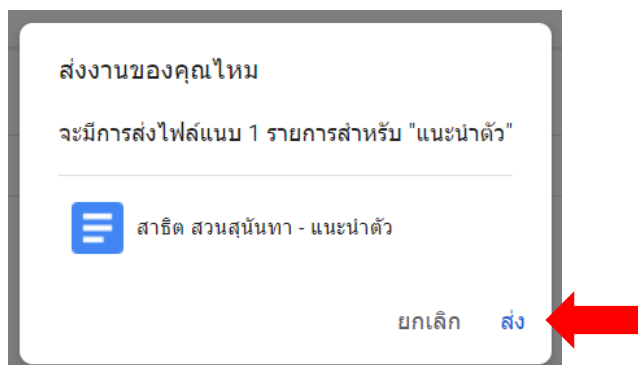 ส่งงานของคุณไหม
จะมีการส่งไฟล์แนบ 1 รายการสำหรับ "แนะนำตัว"
สาธิต สวนสุนันทา - แนะนำตัว
ยกเลิก ส่ง